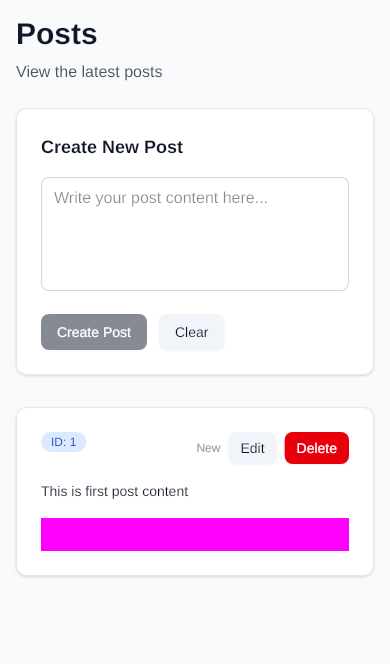 Posts
View the latest posts
Create New Post
Write your post content here...
Create Post Clear
ID: 1 New Edit Delete
This is first post content